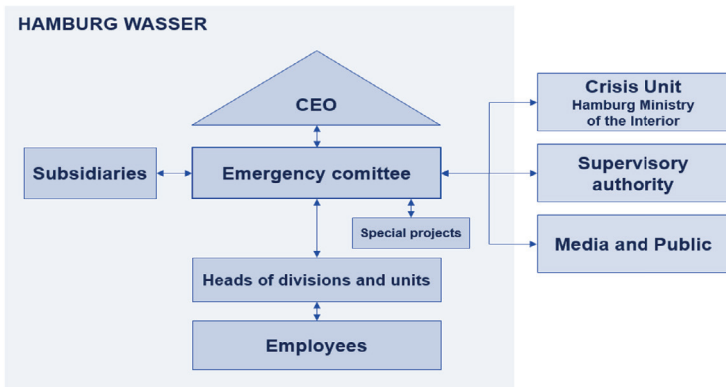 HAMBURG WASSER
CEO
Crisis Unit
Hamburg Ministry
of the Interior
Subsidiaries
Emergency comittee
Supervisory
authority
Special projects
Media and Public
Heads of divisions and units
Employees